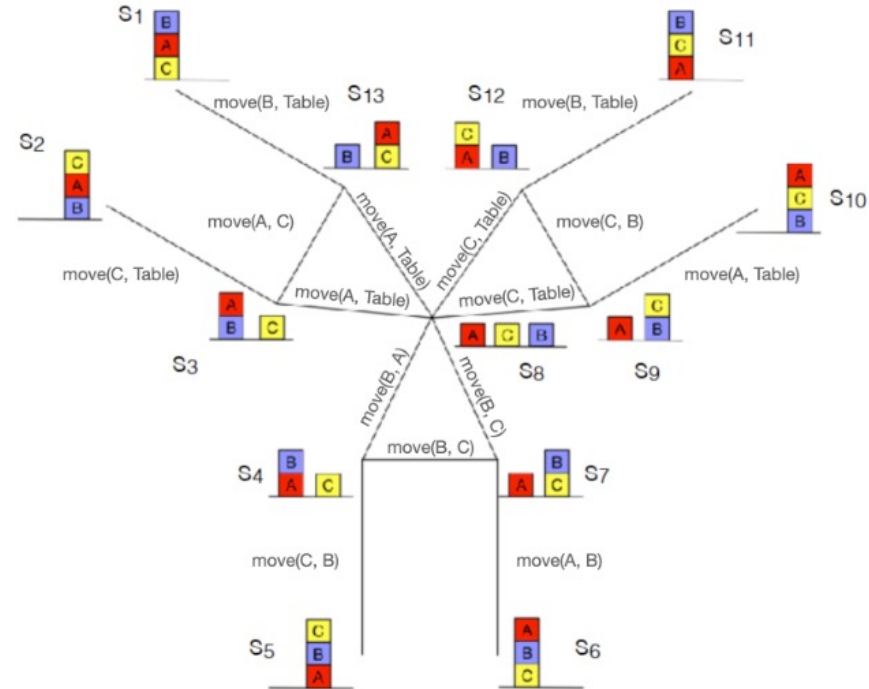 S1
B
A
C
move(B, Table)
S13
A
B
C
S12
C
A
B
move(B, Table)
B
C
A
S11
S2
C
A
B
move(A, C)
move(A, Table)
move(C, Table)
move(C, B)
A
C
B
S10
move(C, Table)
move(A, Table)
move(C, Table)
move(A, Table)
A
B
C
S3
A
C
B
S8
C
A
B
S9
move(B, A)
move(B, C)
move(B, C)
S4
B
A
C
B
A
C
S7
move(C, B)
move(A, B)
S5
C
B
A
A
B
C
S6